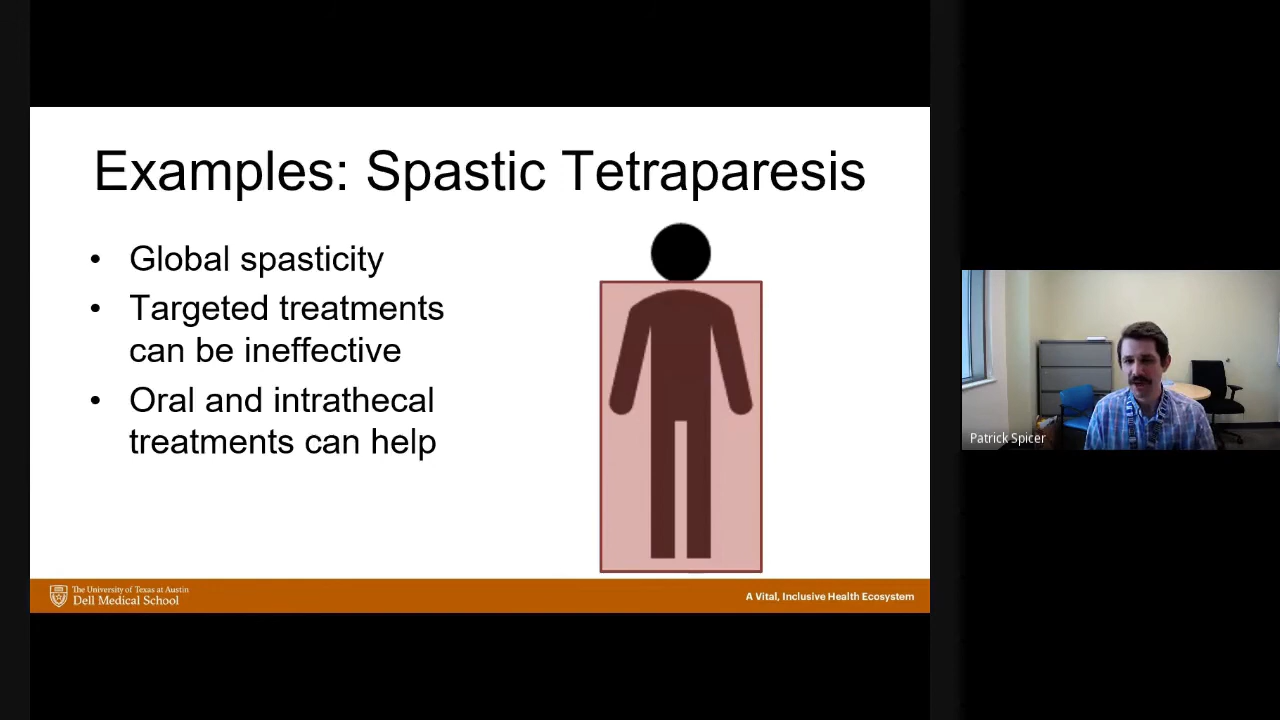 Examples: Spastic Tetraparesis
• Global spasticity
• Targeted treatments
can be ineffective
• Oral and intrathecal
treatments can help
Patrick Spicer
The University of Texas at Austin
Dell Medical School
A Vital, Inclusive Health Ecosystem